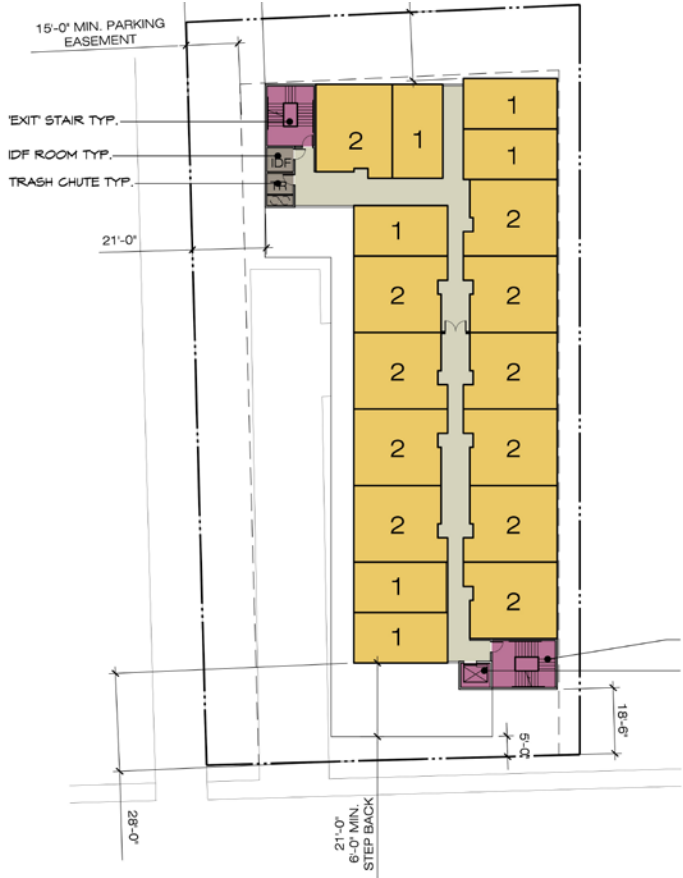 15'-0" MIN. PARKING
EASEMENT
'EXIT' STAIR TYP.
IDF ROOM TYP.
TRASH CHUTE TYP.
21'-0"
IDF
TR
2
1
1
1
2
1
2
2
2
2
2
2
2
2
2
2
1
1
18'-6"
5'-0"
28'-0"
21'-0"
6'-0" MIN.
STEP BACK